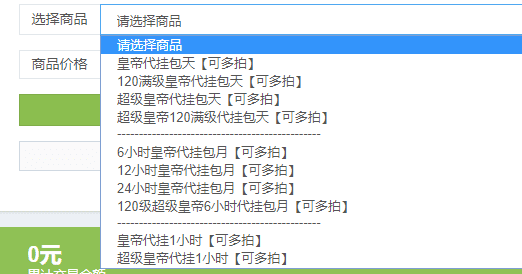 选择商品
请选择商品
请选择商品
商品价格
皇帝代挂包天【可多拍】
120满级皇帝代挂包天【可多拍】
超级皇帝代挂包天【可多拍】
超级皇帝120满级代挂包天【可多拍】
-----------------------------------------------
6小时皇帝代挂包月【可多拍】
12小时皇帝代挂包月【可多拍】
24小时皇帝代挂包月【可多拍】
120级超级皇帝6小时代挂包月【可多拍】
-----------------------------------------------
皇帝代挂1小时【可多拍】
超级皇帝代挂1小时【可多拍】
0元
累计交易金额